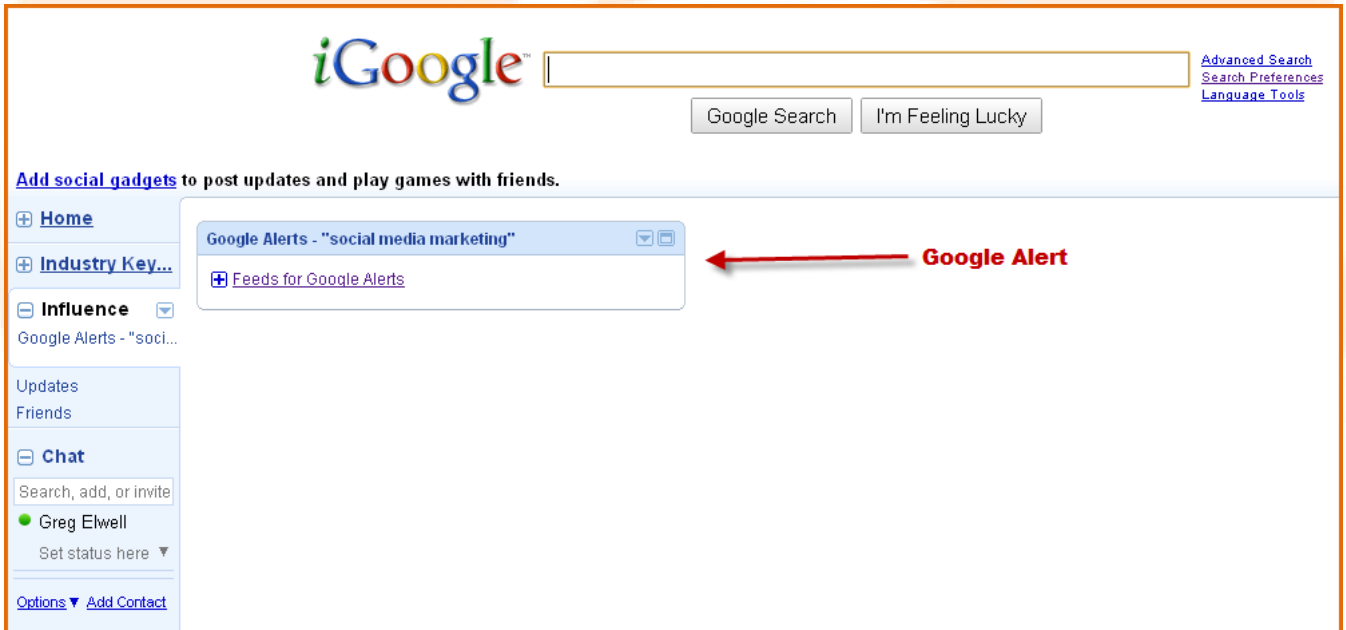 iGoogle™
Advanced Search
Search Preferences
Language Tools
Google Search
I'm Feeling Lucky
Add social gadgets to post updates and play games with friends.
Home
Industry Key...
Influence
Google Alerts - "soci...
Updates
Friends
Chat
Search, add, or invite
Greg Elwell
Set status here ▼
Options ▼ Add Contact
Google Alerts - "social media marketing"
Feeds for Google Alerts
Google Alert